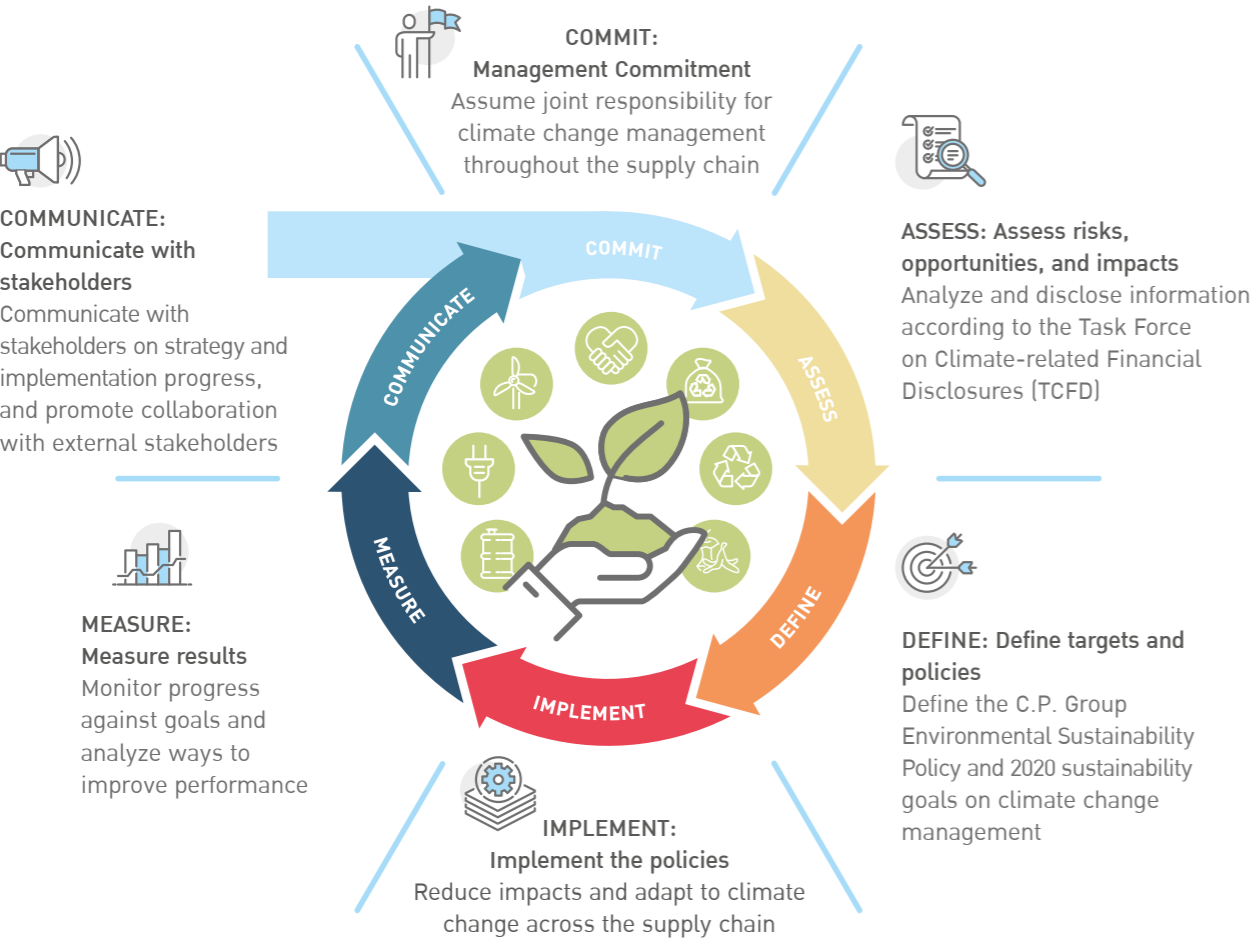 COMMIT:
Management Commitment
Assume joint responsibility for
climate change management
throughout the supply chain
ASSESS: Assess risks,
opportunities, and impacts
Analyze and disclose information
according to the Task Force
on Climate-related Financial
Disclosures (TCFD)
DEFINE: Define targets and
policies
Define the C.P. Group
Environmental Sustainability
Policy and 2020 sustainability
goals on climate change
management
IMPLEMENT:
Implement the policies
Reduce impacts and adapt to climate
change across the supply chain
MEASURE:
Measure results
Monitor progress
against goals and
analyze ways to
improve performance
COMMUNICATE:
Communicate with
stakeholders
Communicate with
stakeholders on strategy and
implementation progress,
and promote collaboration
with external stakeholders
COMMIT
ASSESS
DEFINE
IMPLEMENT
MEASURE
COMMUNICATE